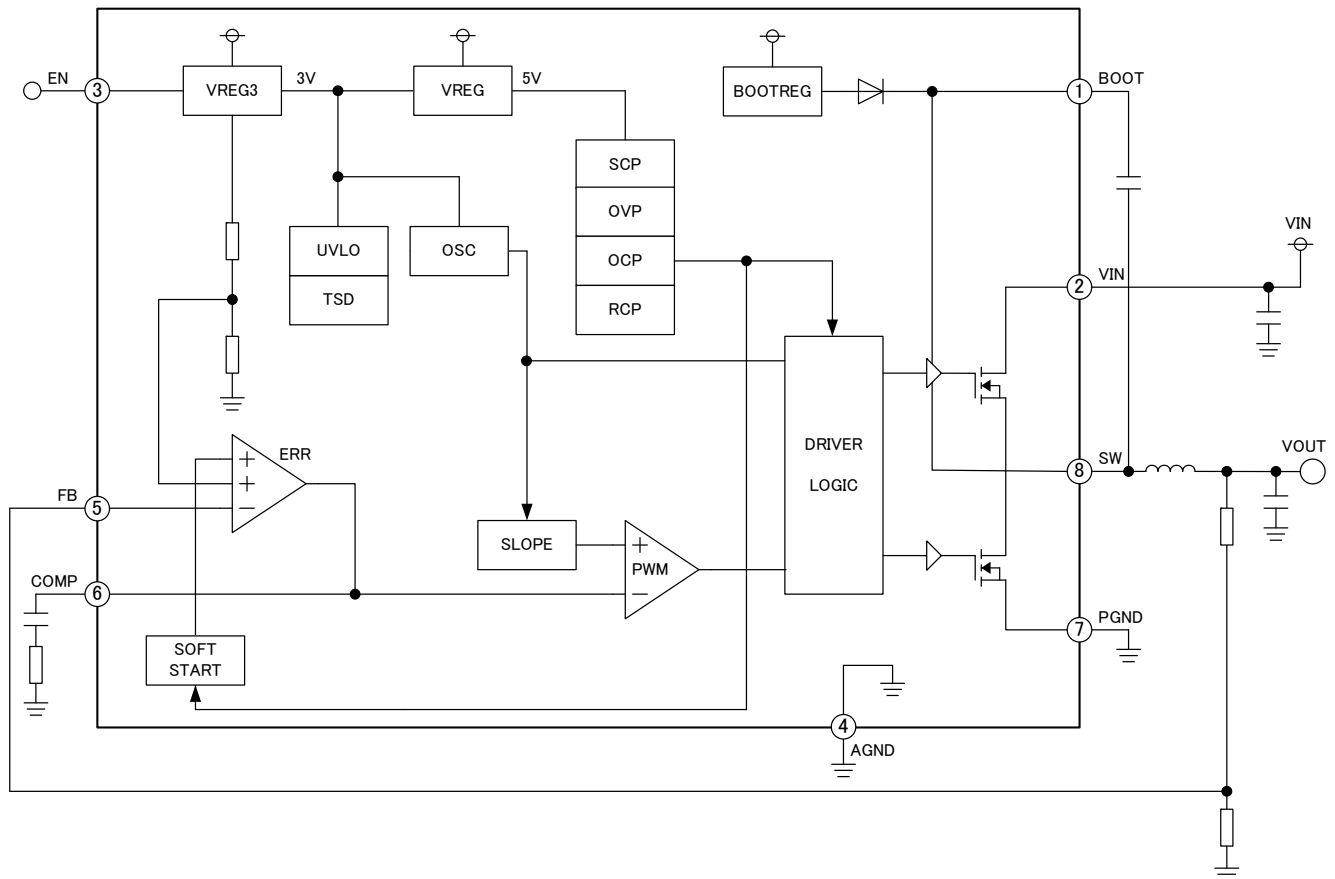 EN
3
VREG3
3V
VREG
5V
BOOTREG
1
BOOT
SCP
OVP
OCP
RCP
UVLO
TSD
OSC
VIN
2
VIN
DRIVER
LOGIC
ERR
+
+
−
FB
5
8
SW
VOUT
SLOPE
+
PWM
−
COMP
6
SOFT
START
7
PGND
4
AGND